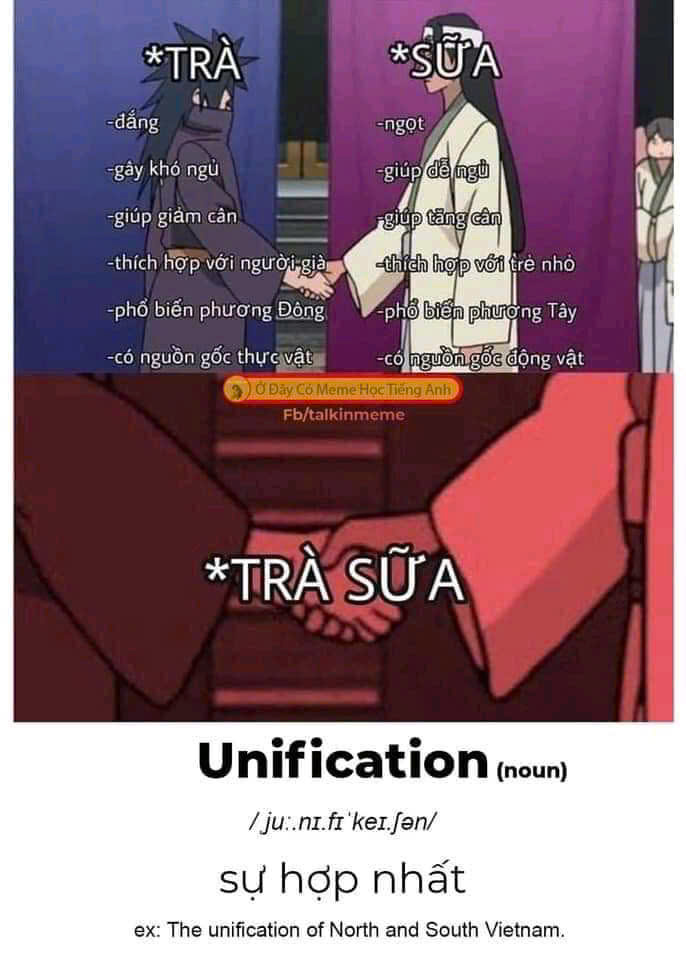 *TRÀ
-đắng
-gây khó ngủ
-giúp giảm cân
-thích hợp với người già
-phổ biến phương Đông
-có nguồn gốc thực vật
*SỮA
-ngọt
-giúp dễ ngủ
-giúp tăng cân
-thích hợp với trẻ nhỏ
-phổ biến phương Tây
-có nguồn gốc động vật
Ở Đây Có Meme Học Tiếng Anh
Fb/talkinmeme
*TRÀ SỮA
Unification (noun)
/juː.nɪ.fɪˈkeɪ.ʃən/
sự hợp nhất
ex: The unification of North and South Vietnam.